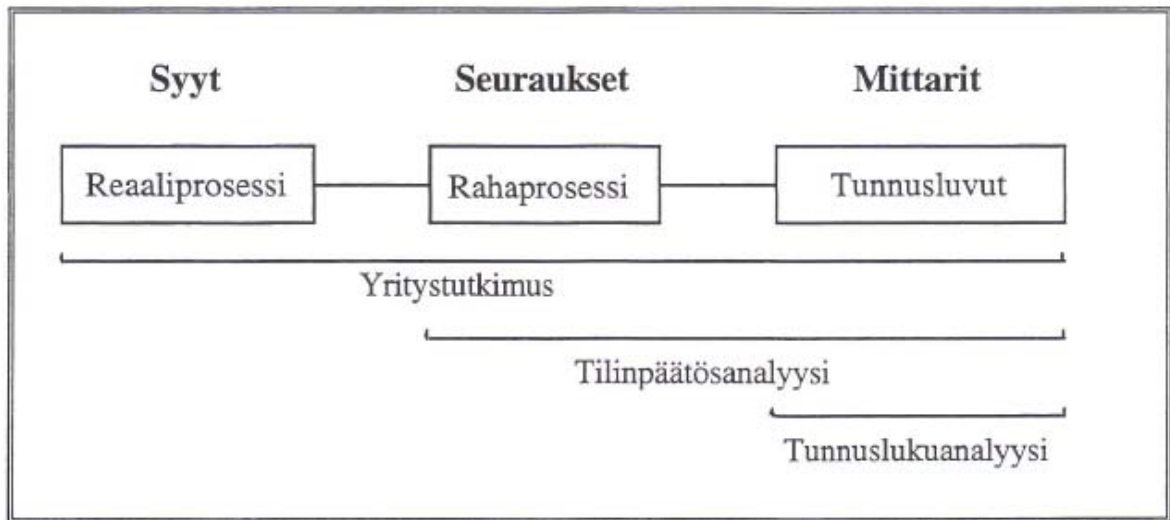 Syyt Seuraukset Mittarit
Reaaliprosessi Rahaprosessi Tunnusluvut
Yritystutkimus
Tilinpäätösanalyysi
Tunnuslukuanalyysi